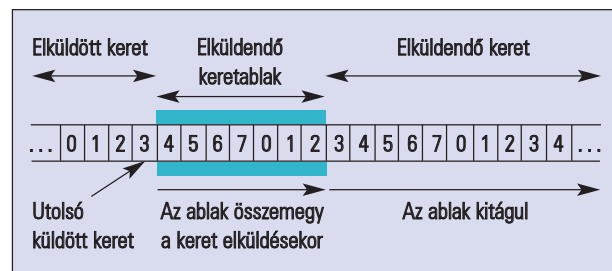 Elküldött keret
Elküldendő
keretablak
Elküldendő keret
... 0 1 2 3 4 5 6 7 0 1 2 3 4 5 6 7 0 1 2 3 4 ...
Utolsó
küldött keret
Az ablak összemegy
a keret elküldésekor
Az ablak kitágul